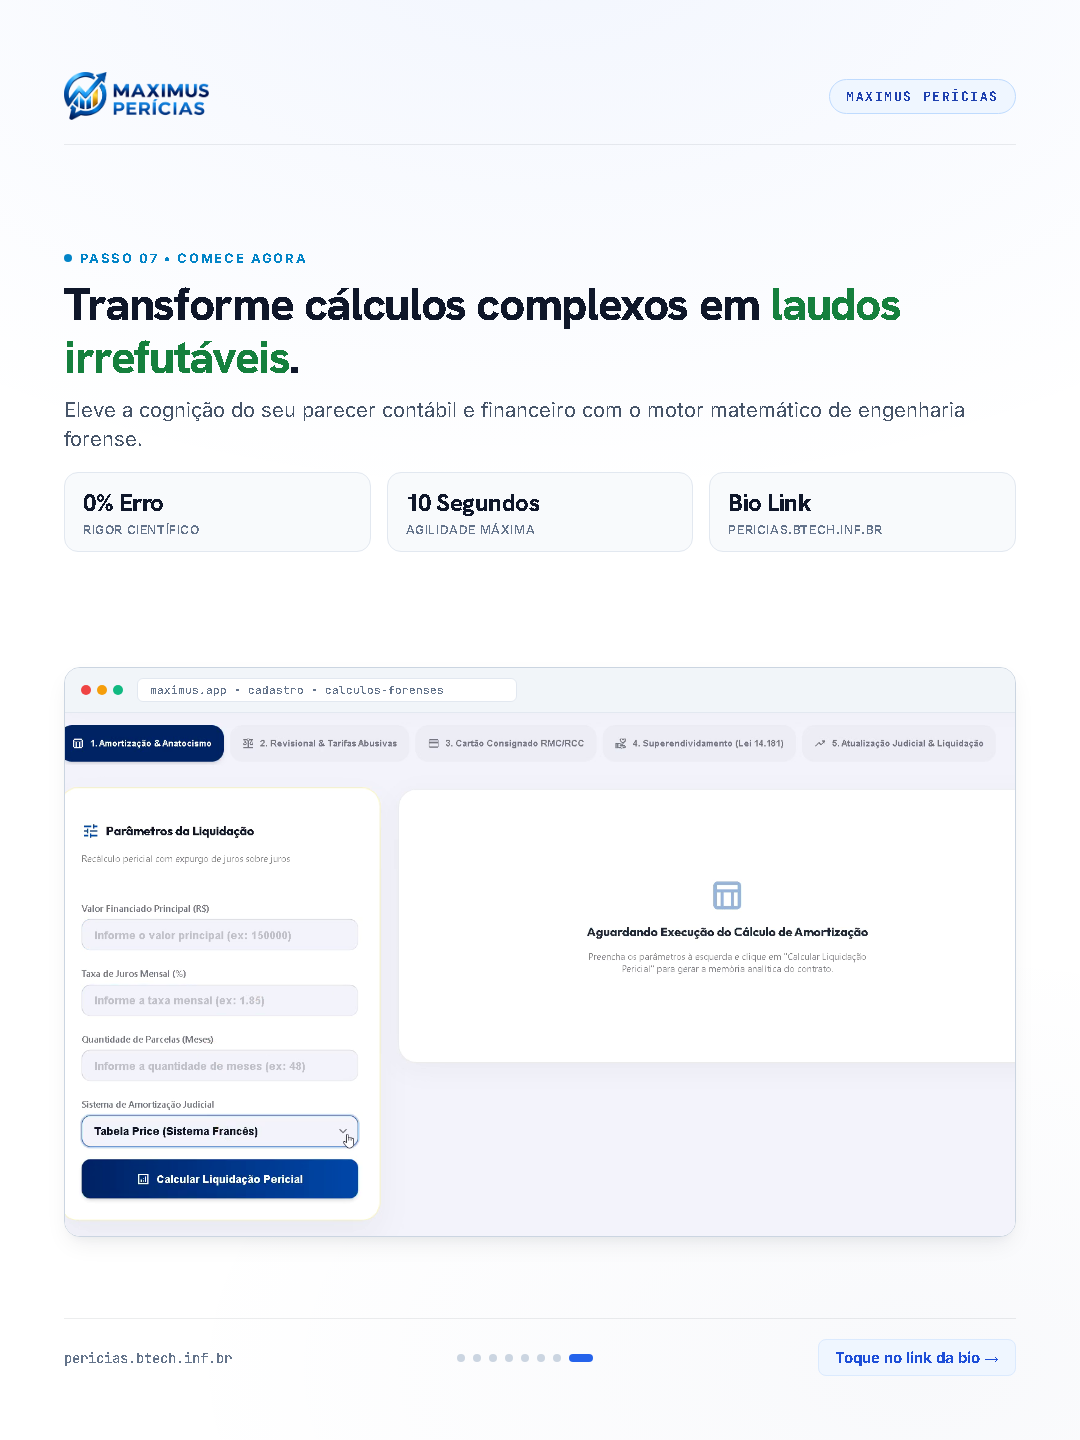 MAXIMUS
PERÍCIAS
MAXIMUS PERÍCIAS
PASSO 07 • COMECE AGORA
Transforme cálculos complexos em laudos
irrefutáveis.
Eleve a cognição do seu parecer contábil e financeiro com o motor matemático de engenharia
forense.
0% Erro
RIGOR CIENTÍFICO
10 Segundos
AGILIDADE MÁXIMA
Bio Link
PERICIAS.BTECH.INF.BR
maximus.app • cadastro • calculos-forenses
1. Amortização & Anatocismo
2. Revisional & Tarifas Abusivas
3. Cartão Consignado RMC/RCC
4. Superendividamento (Lei 14.181)
5. Atualização Judicial & Liquidação
Parâmetros da Liquidação
Recálculo pericial com expurgo de juros sobre juros.
Valor Financiado Principal (R$)
Informe o valor principal (ex: 150000)
Taxa de Juros Mensal (%)
Informe a taxa mensal (ex: 1.85)
Quantidade de Parcelas (Meses)
Informe a quantidade de meses (ex: 48)
Sistema de Amortização Judicial
Tabela Price (Sistema Francês)
Calcular Liquidação Pericial
Aguardando Execução do Cálculo de Amortização
Preencha os parâmetros à esquerda e clique em "Calcular Liquidação
Pericial" para gerar a memória analítica do contrato.
pericias.btech.inf.br
Toque no link da bio →